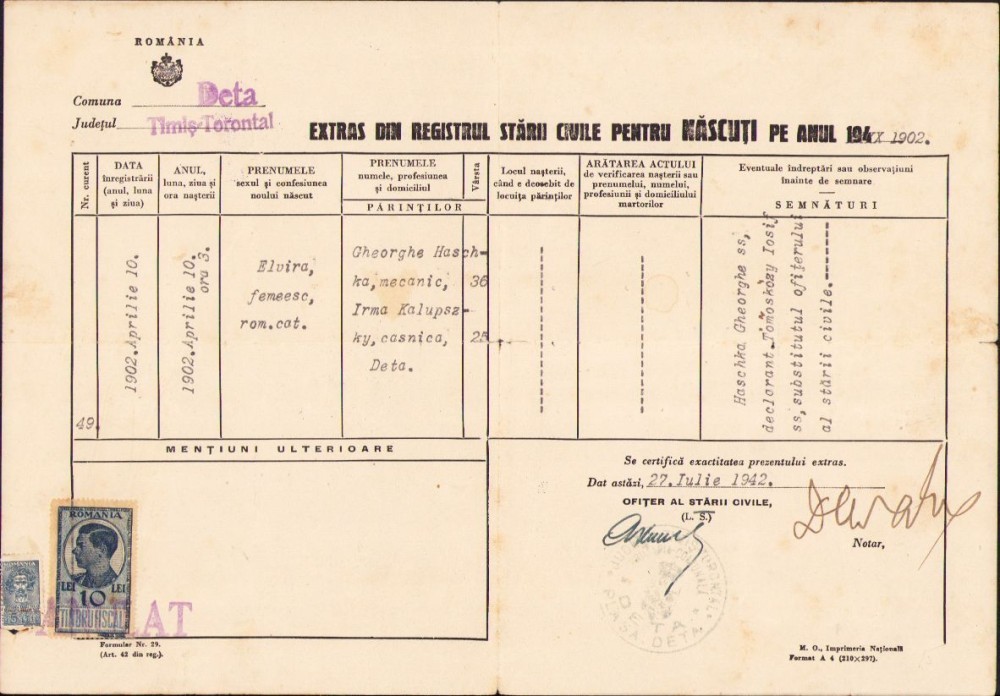 ROMÂNIA
Comuna Deta
Județul Timiș-Torontal
EXTRAS DIN REGISTRUL STĂRII CIVILE PENTRU NĂSCUȚI PE ANUL 194 XX 1902.
Nr. curent
DATA
înregistrării
(anul, luna
și ziua)
ANUL,
luna, ziua și
ora nașterii
PRENUMELE
sexul și confesiunea
noului născut
PRENUMELE
numele, profesiunea
și domiciliul
Vârsta
PĂRINȚILOR
Locul nașterii,
când e deosebit de
locuița părinților
ARĂTAREA ACTULUI
de verificarea nașterii sau
prenumelui, numelui,
profesiunii și domiciliului
martorilor
Eventuale îndreptări sau observațiuni
înainte de semnare
SEMNĂTURI
49.
1902.Aprilie 10.
1902.Aprilie 10.
ora 3.
Elvira,
femeesc,
rom.cat.
Gheorghe Hasch-
ka, mecanic, 36
Irma Kalupsz-
ky, casnica, 25
Deta.
Haschka Gheorghe ss,
declarant-Tömosközy Iosif
ss, substitutul ofițerului
al stării civile.-------
MENȚIUNI ULTERIOARE
Se certifică exactitatea prezentului extras.
Dat astăzi, 27. Iulie 1942.
OFIȚER AL STĂRII CIVILE,
(L. S.)
Notar,
PLASA DETA
ROMANIA
LEI 10 LEI
TIMBRU FISCAL
ROMANIA
Formular Nr. 29.
(Art. 42 din reg.).
M. O., Imprimeria Națională
Format A 4 (210×297).